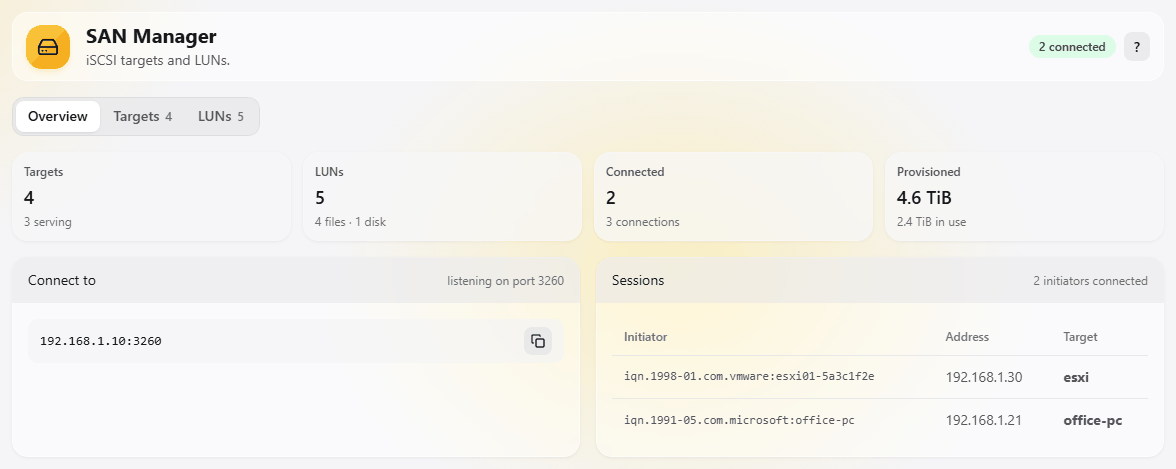 SAN Manager
iSCSI targets and LUNs.
2 connected
?
Overview
Targets 4
LUNs 5
Targets
4
3 serving
LUNs
5
4 files · 1 disk
Connected
2
3 connections
Provisioned
4.6 TiB
2.4 TiB in use
Connect to
listening on port 3260
192.168.1.10:3260
Sessions
2 initiators connected
Initiator Address Target
iqn.1998-01.com.vmware:esxi01-5a3c1f2e 192.168.1.30 esxi
iqn.1991-05.com.microsoft:office-pc 192.168.1.21 office-pc